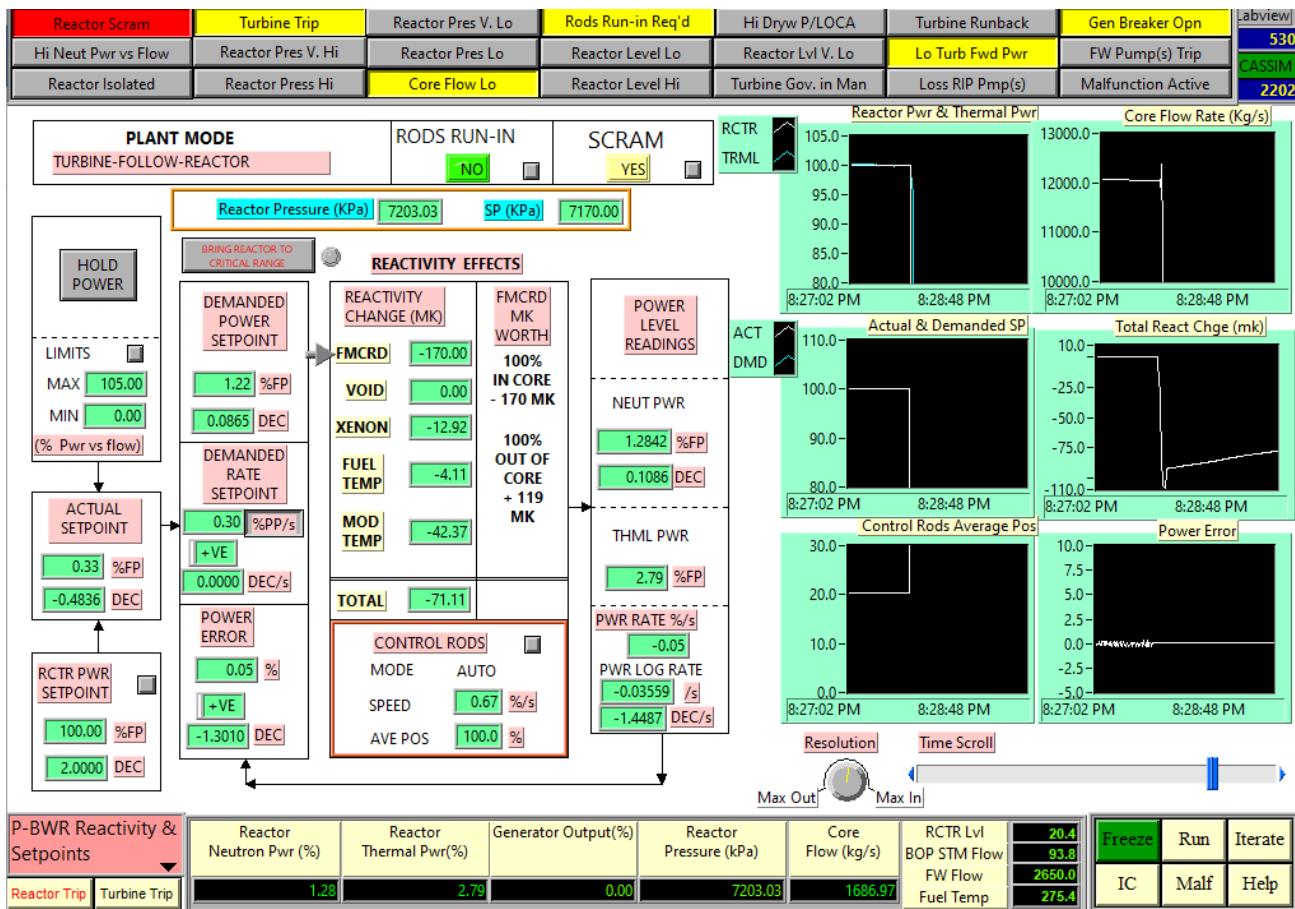 Reactor Scram Turbine Trip Reactor Pres V. Lo Rods Run-in Req'd Hi Dryw P/LOCA Turbine Runback Gen Breaker Opn Labview
530
Hi Neut Pwr vs Flow Reactor Pres V. Hi Reactor Pres Lo Reactor Level Lo Reactor Lvl V. Lo Lo Turb Fwd Pwr FW Pump(s) Trip CASSIM
Reactor Isolated Reactor Press Hi Core Flow Lo Reactor Level Hi Turbine Gov. in Man Loss RIP Pmp(s) Malfunction Active 2202
PLANT MODE
TURBINE-FOLLOW-REACTOR
RODS RUN-IN
NO
SCRAM
YES
Reactor Pressure (KPa) 7203.03 SP (KPa) 7170.00
HOLD
POWER
LIMITS
MAX 105.00
MIN 0.00
(% Pwr vs flow)
ACTUAL
SETPOINT
0.33 %FP
-0.4836 DEC
RCTR PWR
SETPOINT
100.00 %FP
2.0000 DEC
BRING REACTOR TO
CRITICAL RANGE
DEMANDED
POWER
SETPOINT
1.22 %FP
0.0865 DEC
DEMANDED
RATE
SETPOINT
0.30 %PP/s
+VE
0.0000 DEC/s
POWER
ERROR
0.05 %
+VE
-1.3010 DEC
REACTIVITY EFFECTS
REACTIVITY
CHANGE (MK)
FMCRD -170.00
VOID 0.00
XENON -12.92
FUEL
TEMP -4.11
MOD
TEMP -42.37
TOTAL -71.11
FMCRD
MK
WORTH
100%
IN CORE
- 170 MK
100%
OUT OF
CORE
+ 119
MK
CONTROL RODS
MODE AUTO
SPEED 0.67 %/s
AVE POS 100.0 %
POWER
LEVEL
READINGS
NEUT PWR
1.2842 %FP
0.1086 DEC
THML PWR
2.79 %FP
PWR RATE %/s
-0.05
PWR LOG RATE
-0.03559 /s
-1.4487 DEC/s
RCTR
TRML
Reactor Pwr & Thermal Pwr
105.0
100.0
95.0
90.0
85.0
80.0
8:27:02 PM 8:28:48 PM
Core Flow Rate (Kg/s)
13000.0
12000.0
11000.0
10000.0
8:27:02 PM 8:28:48 PM
ACT
DMD
Actual & Demanded SP
110.0
100.0
90.0
80.0
8:27:02 PM 8:28:48 PM
Total React Chge (mk)
10.0
-25.0
-50.0
-75.0
-110.0
8:27:02 PM 8:28:48 PM
Control Rods Average Pos
30.0
20.0
10.0
0.0
8:27:02 PM 8:28:48 PM
Power Error
10.0
7.5
5.0
2.5
0.0
-2.5
-5.0
8:27:02 PM 8:28:48 PM
Resolution
Max Out Max In
Time Scroll
P-BWR Reactivity &
Setpoints
Reactor Trip Turbine Trip
Reactor
Neutron Pwr (%)
1.28
Reactor
Thermal Pwr(%)
2.79
Generator Output(%)
0.00
Reactor
Pressure (kPa)
7203.03
Core
Flow (kg/s)
1686.97
RCTR Lvl 20.4
BOP STM Flow 93.8
FW Flow 2650.0
Fuel Temp 275.4
Freeze Run Iterate
IC Malf Help